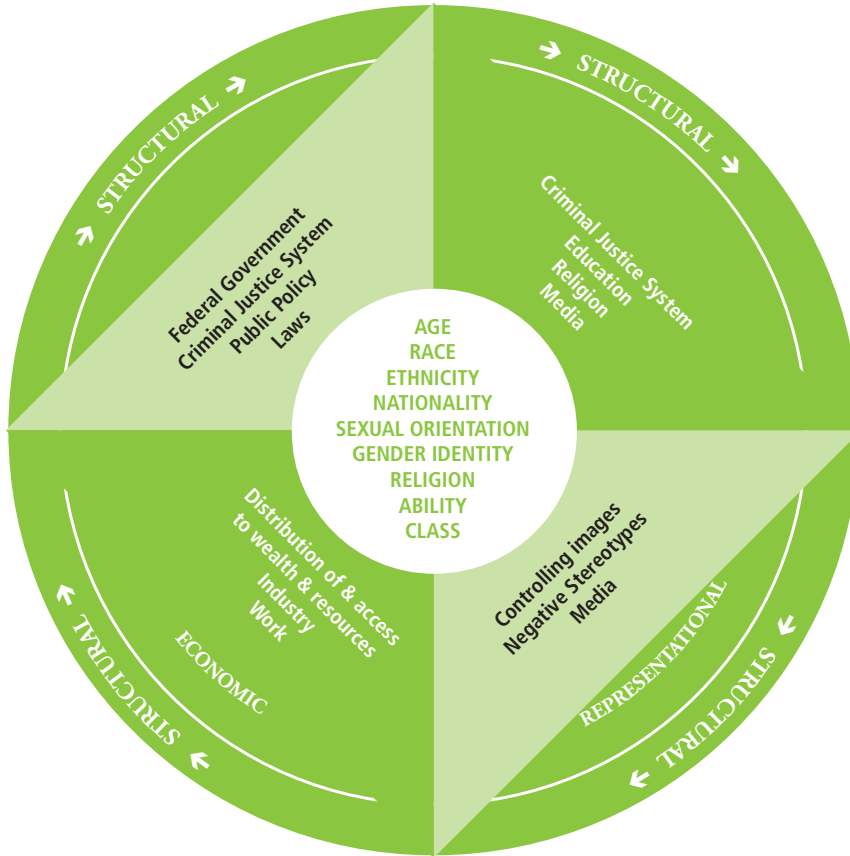 STRUCTURAL
Federal Government
Criminal Justice System
Public Policy
Laws
STRUCTURAL
Criminal Justice System
Education
Religion
Media
AGE
RACE
ETHNICITY
NATIONALITY
SEXUAL ORIENTATION
GENDER IDENTITY
RELIGION
ABILITY
CLASS
Distribution of & access
to wealth & resources
Industry
Work
ECONOMIC
STRUCTURAL
Controlling images
Negative Stereotypes
Media
REPRESENTATIONAL
STRUCTURAL